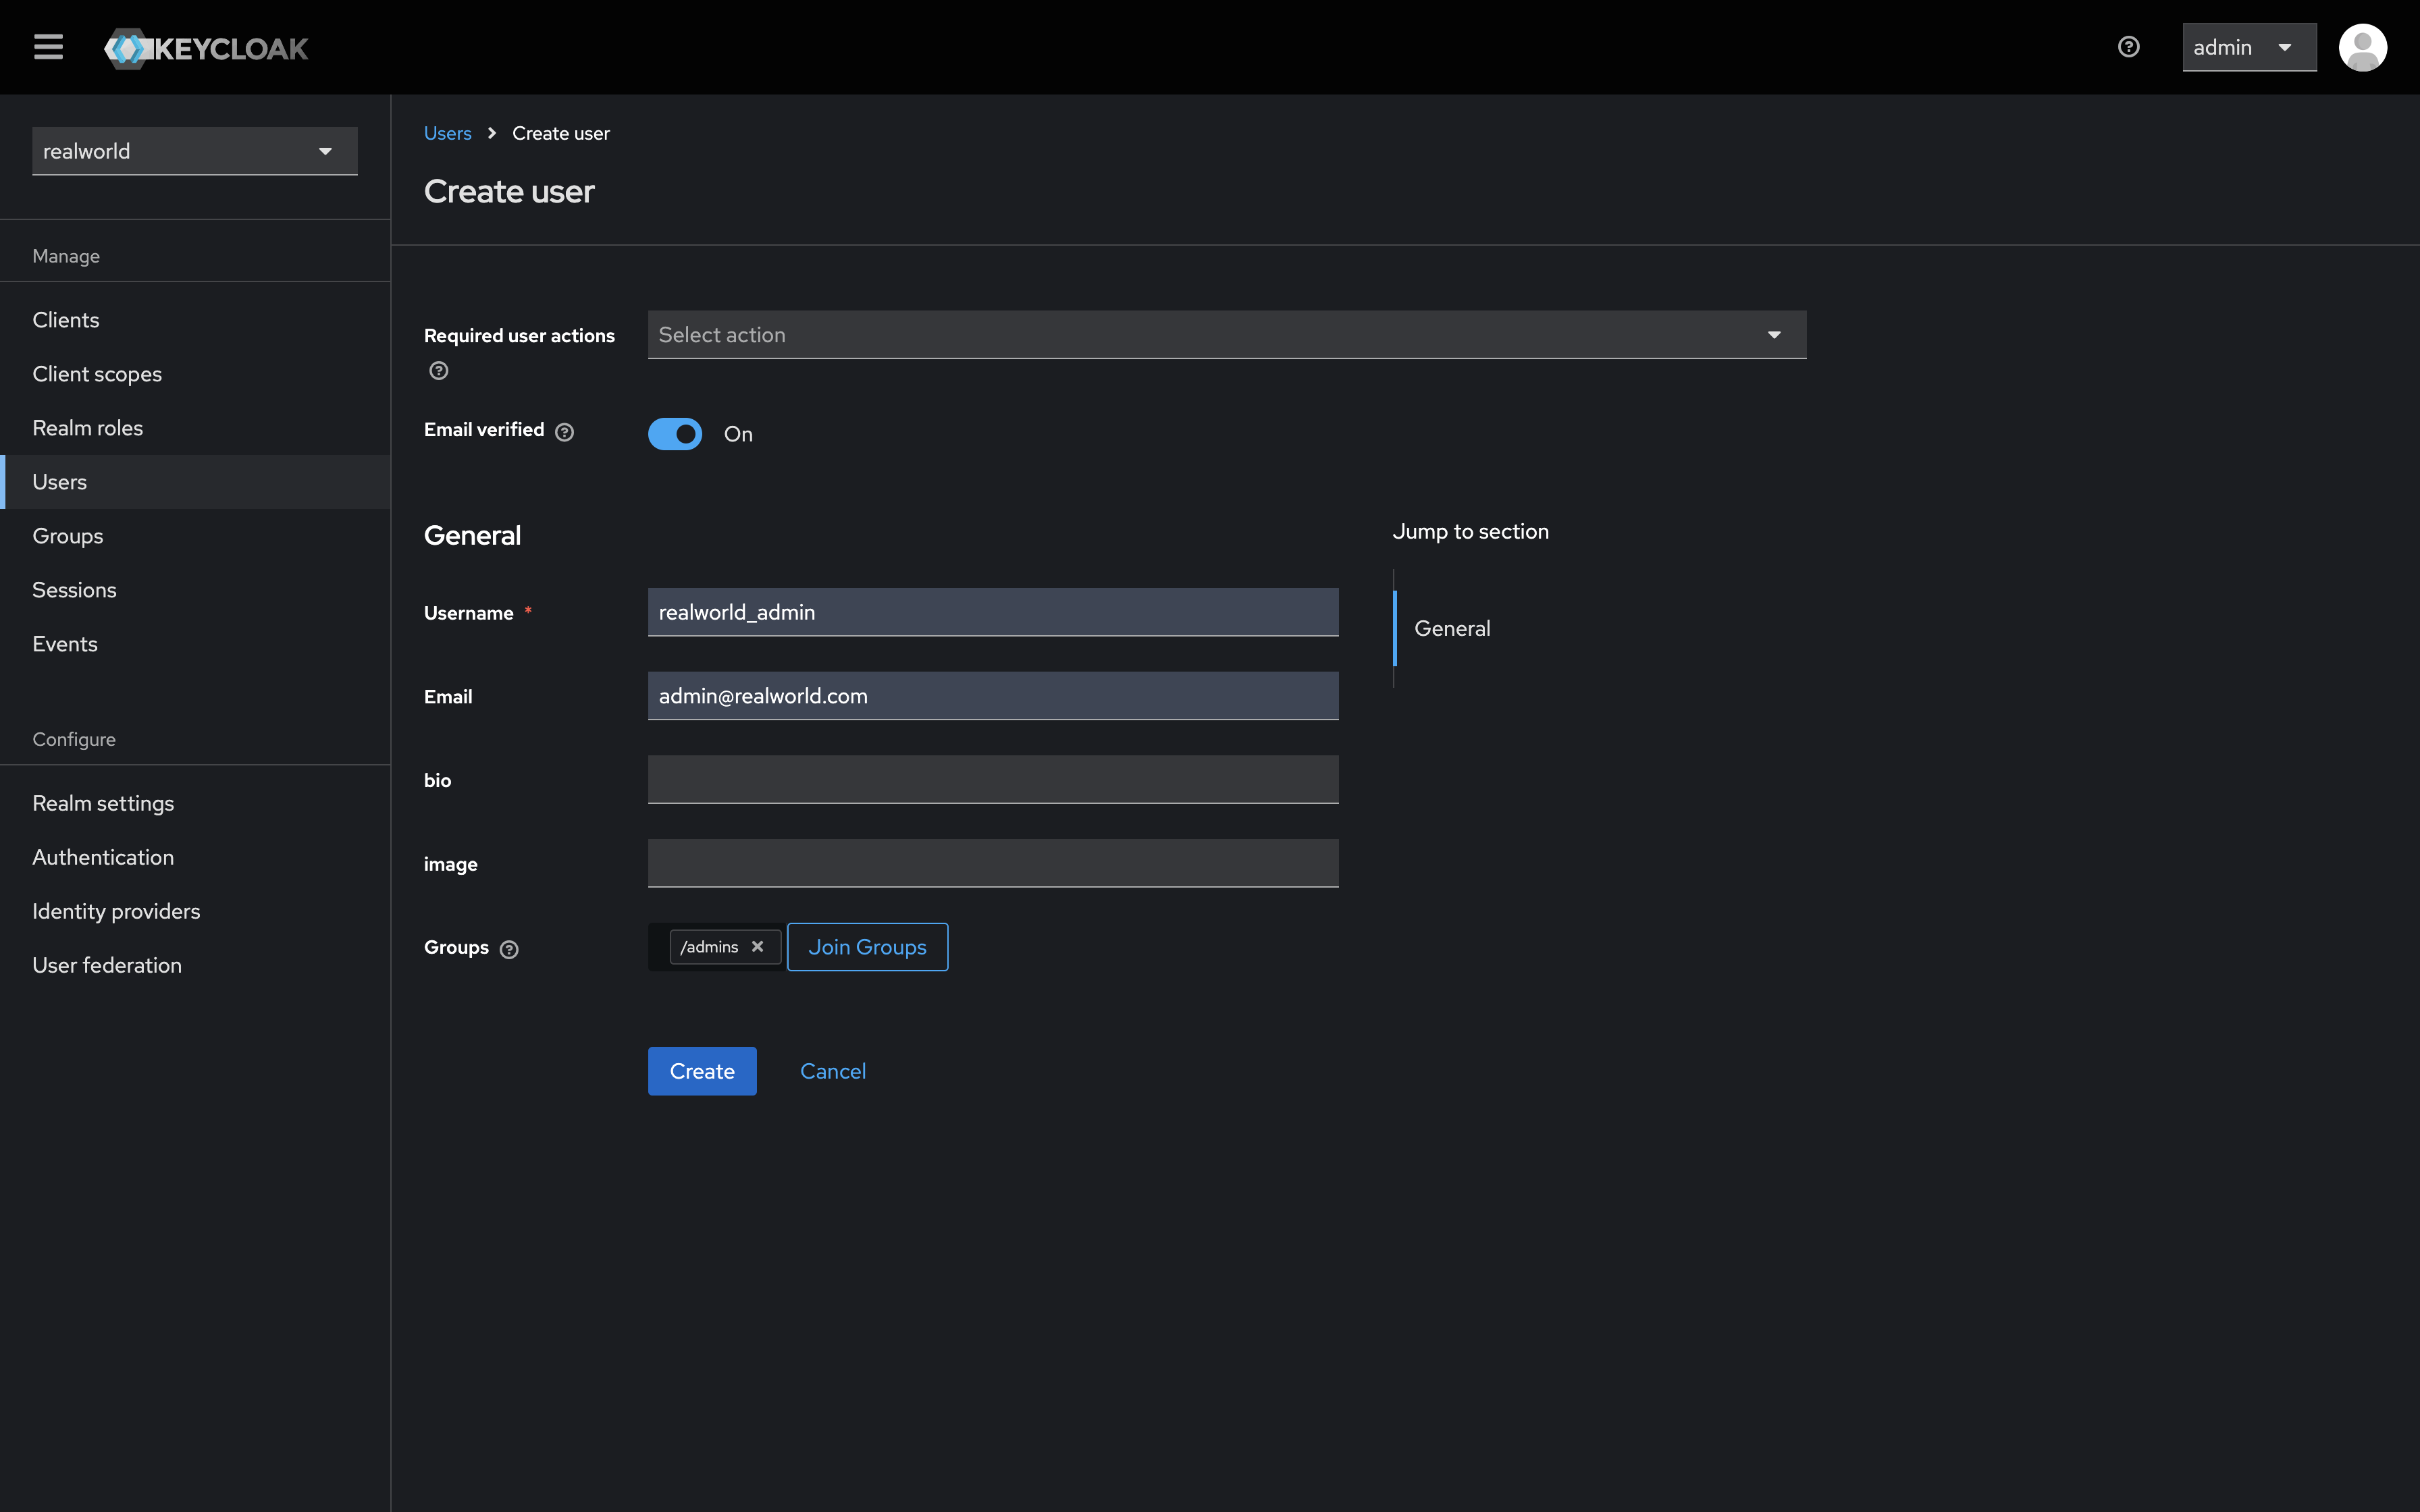 KEYCLOAK
admin
realworld
Manage
Clients
Client scopes
Realm roles
Users
Groups
Sessions
Events
Configure
Realm settings
Authentication
Identity providers
User federation
Users > Create user
Create user
Required user actions
Select action
Email verified
On
General
Username *
realworld_admin
Email
admin@realworld.com
bio
image
Groups
/admins
Join Groups
Create
Cancel
Jump to section
General